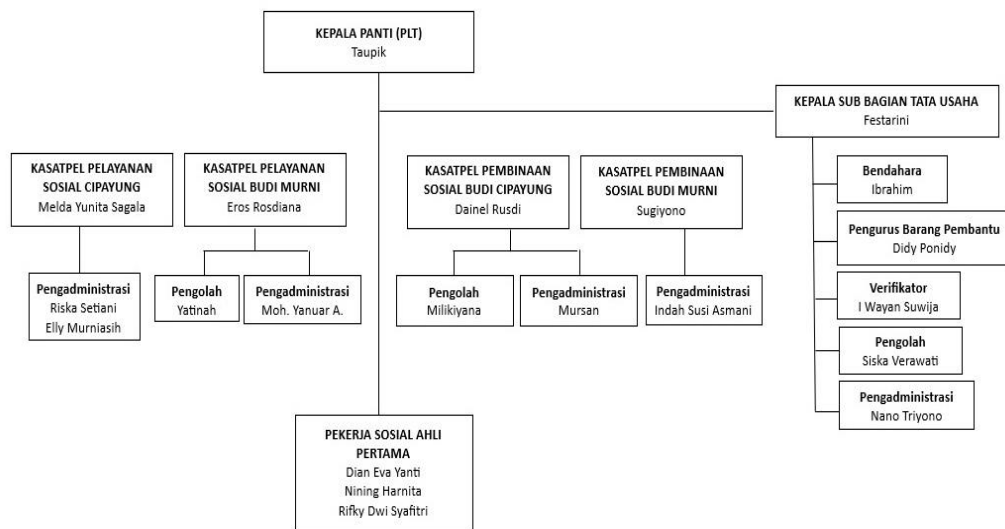 KEPALA PANTI (PLT)
Taupik
KEPALA SUB BAGIAN TATA USAHA
Festarini
KASATPEL PELAYANAN
SOSIAL CIPAYUNG
Melda Yunita Sagala
KASATPEL PELAYANAN
SOSIAL BUDI MURNI
Eros Rosdiana
KASATPEL PEMBINAAN
SOSIAL BUDI CIPAYUNG
Dainel Rusdi
KASATPEL PEMBINAAN
SOSIAL BUDI MURNI
Sugiyono
Pengadministrasi
Riska Setiani
Elly Murniasih
Pengolah
Yatinah
Pengadministrasi
Moh. Yanuar A.
Pengolah
Milikiyana
Pengadministrasi
Mursan
Pengadministrasi
Indah Susi Asmani
Bendahara
Ibrahim
Pengurus Barang Pembantu
Didy Ponidy
Verifikator
I Wayan Suwija
Pengolah
Siska Verawati
Pengadministrasi
Nano Triyono
PEKERJA SOSIAL AHLI
PERTAMA
Dian Eva Yanti
Nining Harnita
Rifky Dwi Syafitri